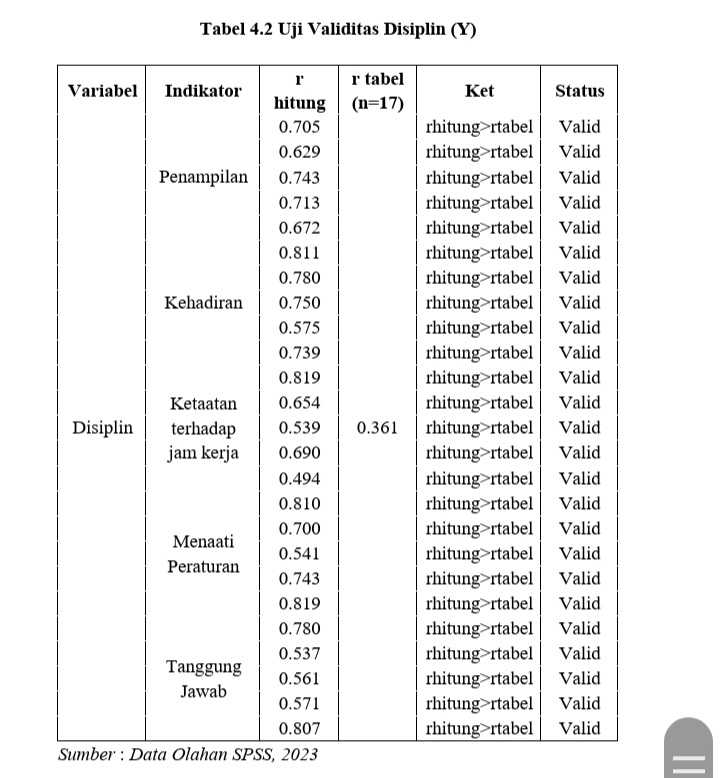 Tabel 4.2 Uji Validitas Disiplin (Y)
Variabel Indikator r hitung r tabel (n=17) Ket Status
0.705 rhitung>rtabel Valid
0.629 rhitung>rtabel Valid
Penampilan 0.743 rhitung>rtabel Valid
0.713 rhitung>rtabel Valid
0.672 rhitung>rtabel Valid
0.811 rhitung>rtabel Valid
0.780 rhitung>rtabel Valid
Kehadiran 0.750 rhitung>rtabel Valid
0.575 rhitung>rtabel Valid
0.739 rhitung>rtabel Valid
0.819 rhitung>rtabel Valid
Ketaatan 0.654 rhitung>rtabel Valid
Disiplin terhadap 0.539 0.361 rhitung>rtabel Valid
jam kerja 0.690 rhitung>rtabel Valid
0.494 rhitung>rtabel Valid
0.810 rhitung>rtabel Valid
0.700 rhitung>rtabel Valid
Menaati
0.541 rhitung>rtabel Valid
Peraturan
0.743 rhitung>rtabel Valid
0.819 rhitung>rtabel Valid
0.780 rhitung>rtabel Valid
0.537 rhitung>rtabel Valid
Tanggung
0.561 rhitung>rtabel Valid
Jawab
0.571 rhitung>rtabel Valid
0.807 rhitung>rtabel Valid
Sumber : Data Olahan SPSS, 2023